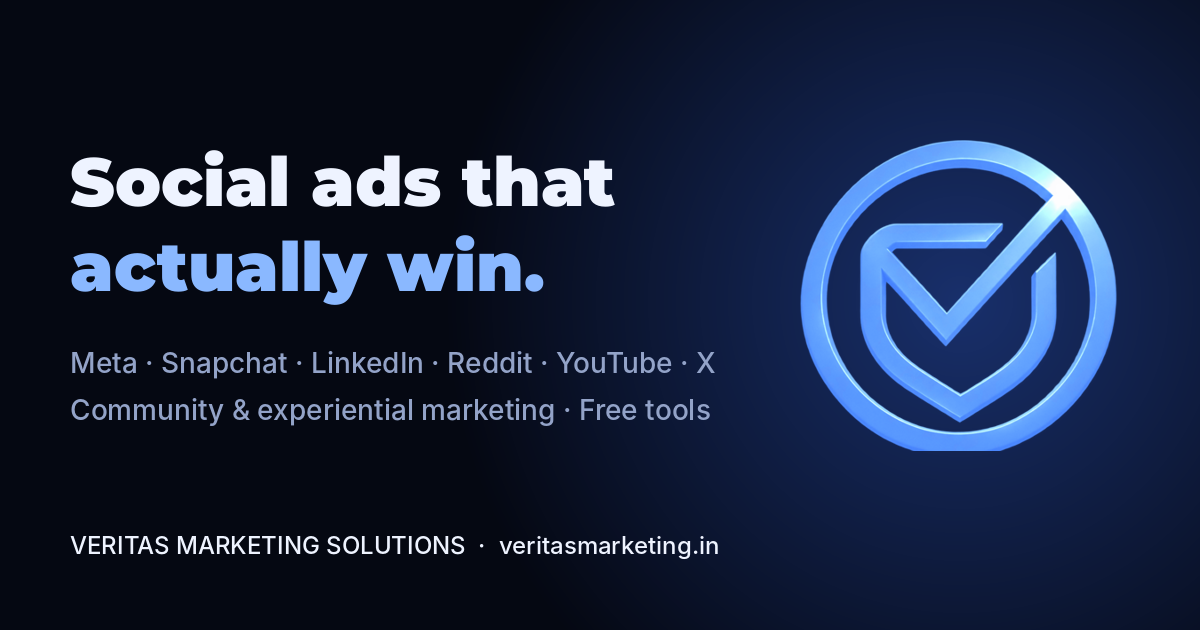 Social ads that
actually win.
Meta · Snapchat · LinkedIn · Reddit · YouTube · X
Community & experiential marketing · Free tools
VERITAS MARKETING SOLUTIONS · veritasmarketing.in